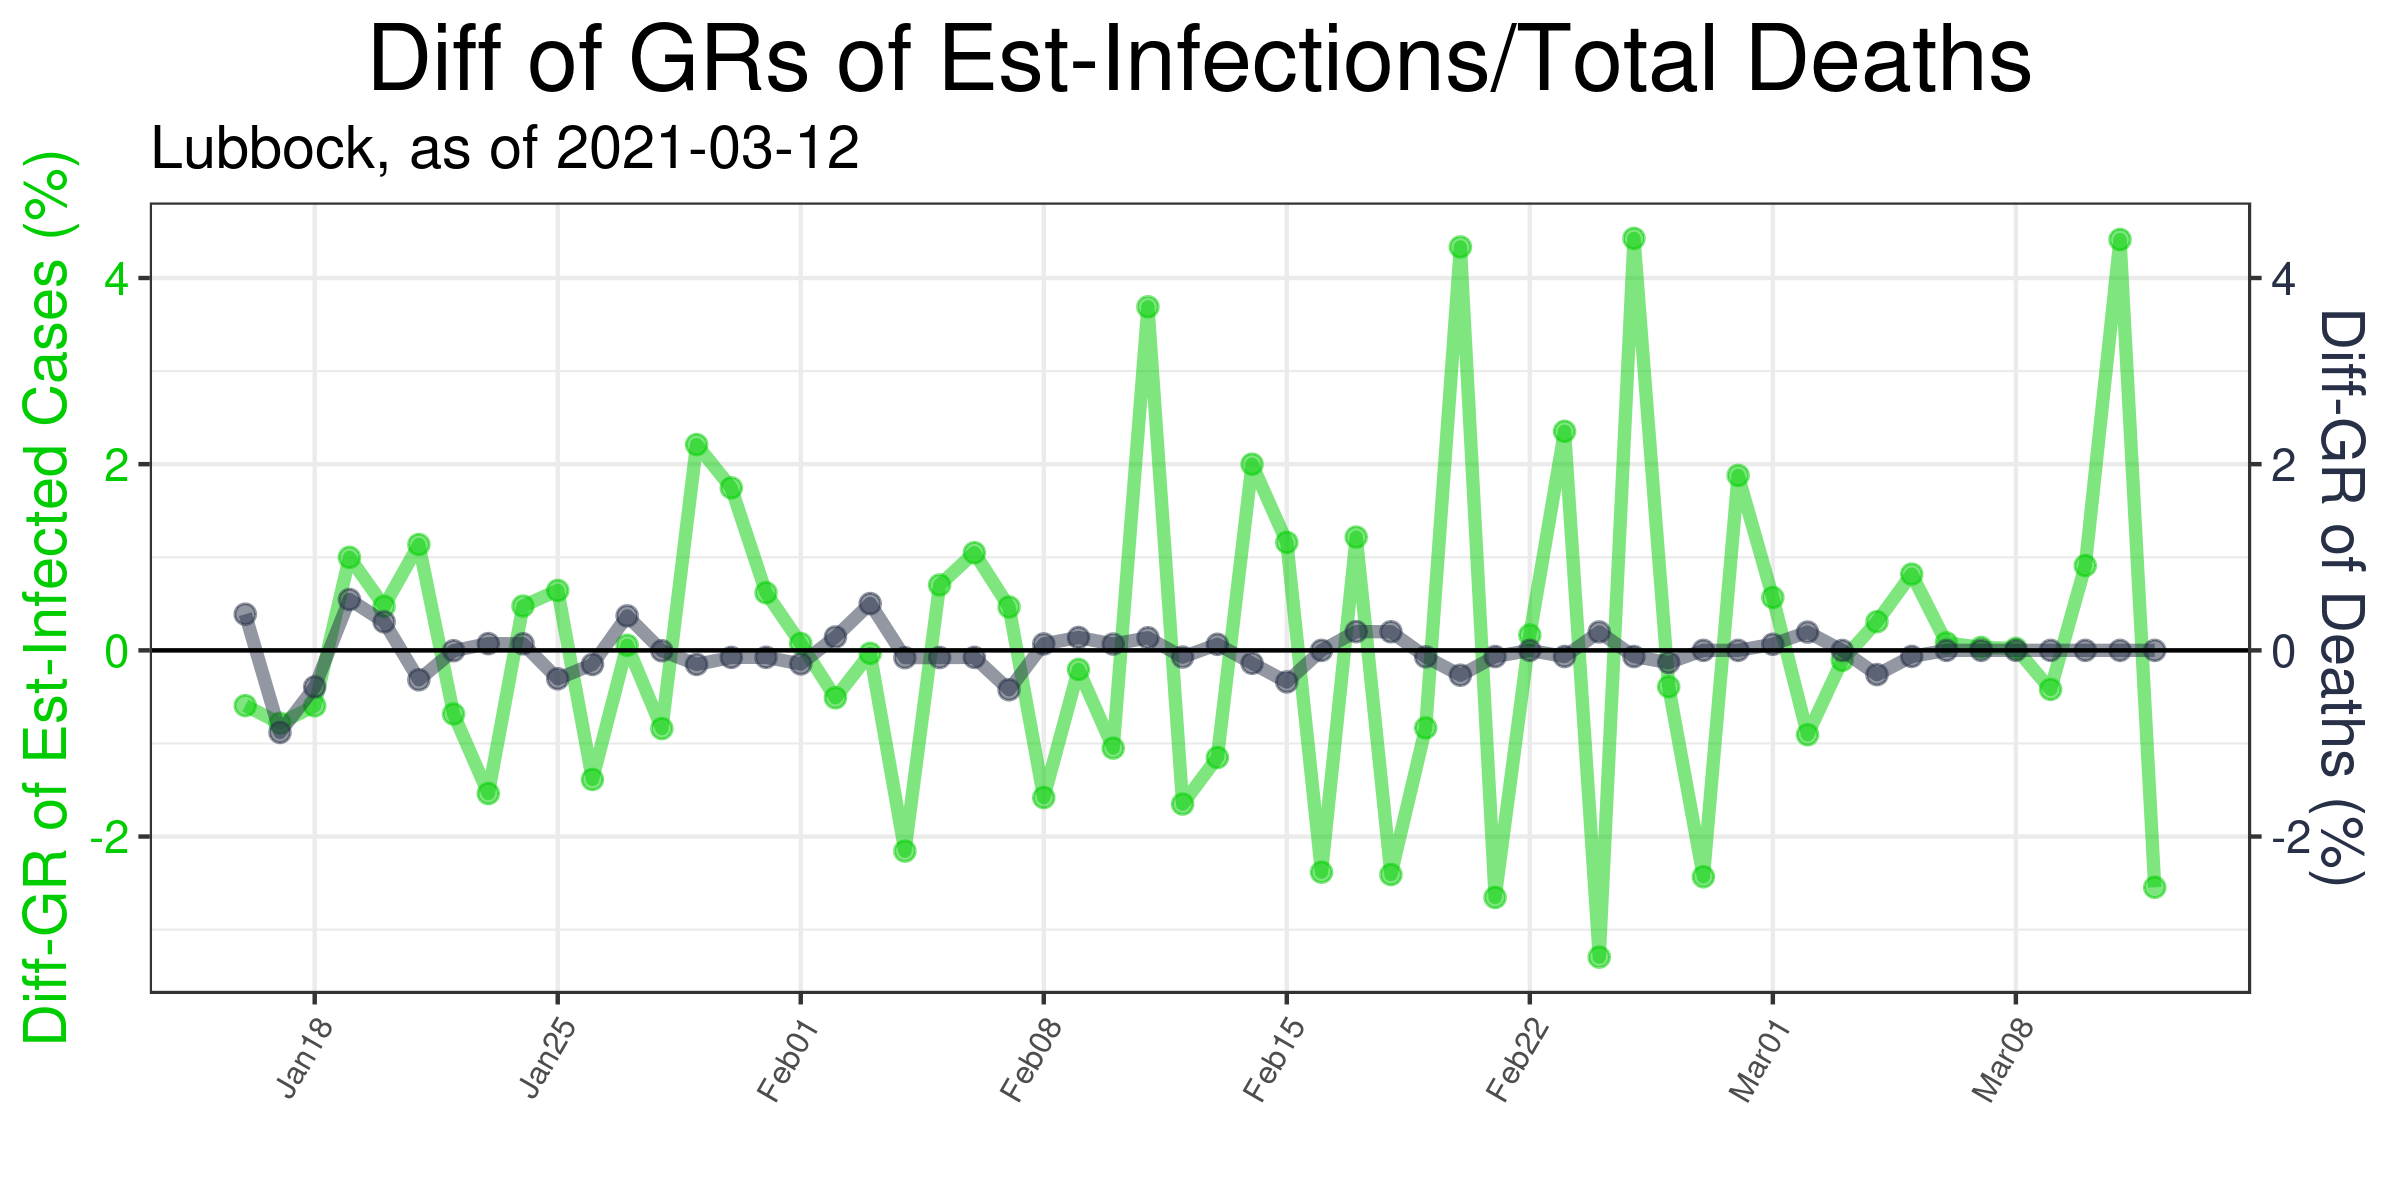 Diff of GRs of Est-Infections/Total Deaths
Lubbock, as of 2021-03-12
Diff-GR of Est-Infected Cases (%)
4
2
0
-2
4
2
0
-2
Diff-GR of Deaths (%)
Jan18
Jan25
Feb01
Feb08
Feb15
Feb22
Mar01
Mar08